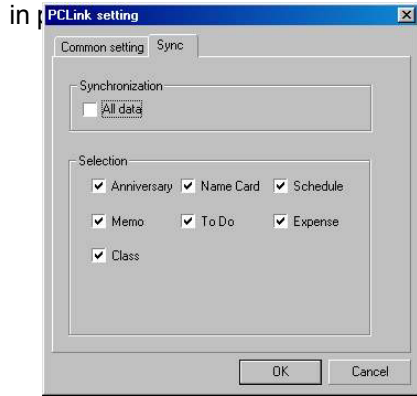 in p
PCLink setting
Common setting Sync
Synchronization
All data
Selection
Anniversary Name Card Schedule
Memo To Do Expense
Class
OK Cancel